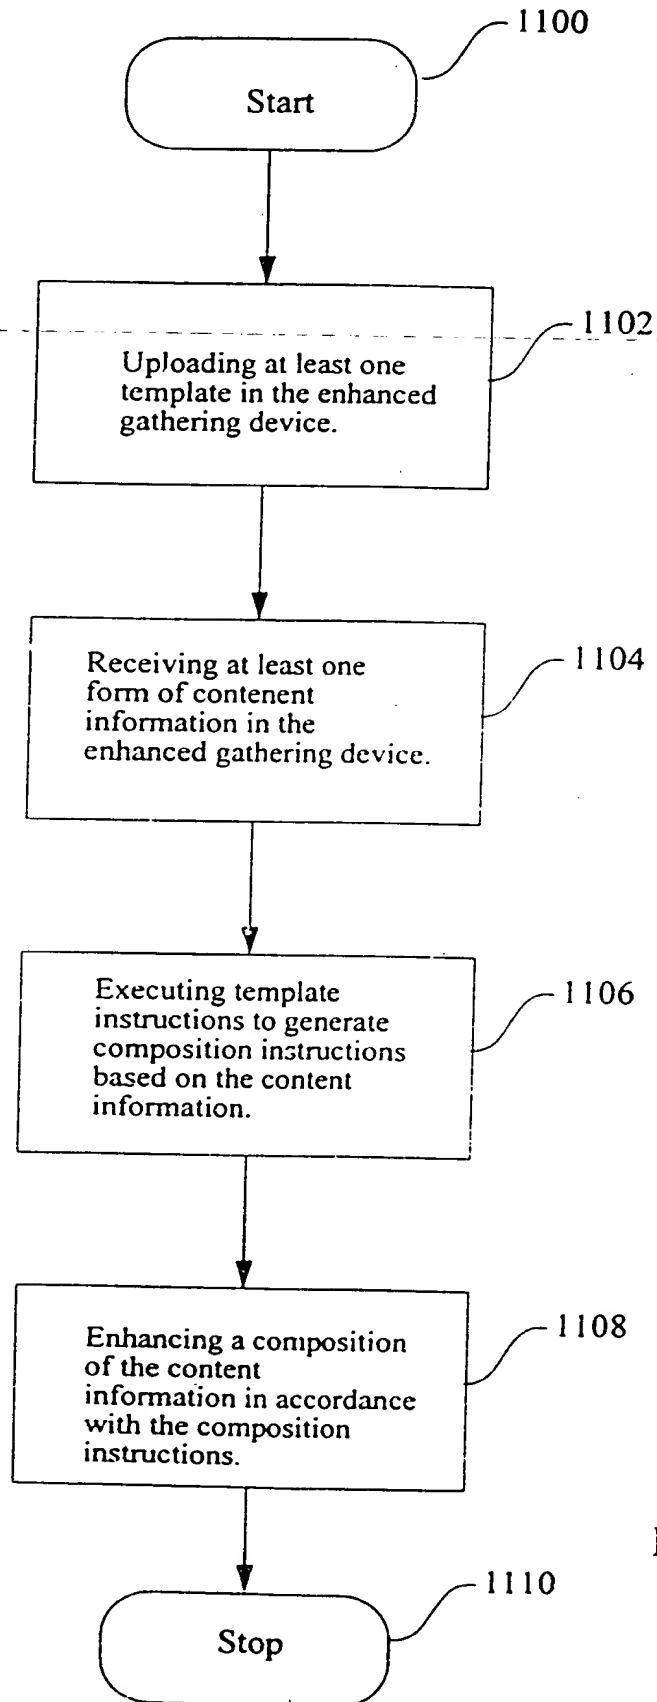 1100
Start
1102
Uploading at least one
template in the enhanced
gathering device.
1104
Receiving at least one
form of contenent
information in the
enhanced gathering device.
1106
Executing template
instructions to generate
composition instructions
based on the content
information.
1108
Enhancing a composition
of the content
information in accordance
with the composition
instructions.
1110
Stop